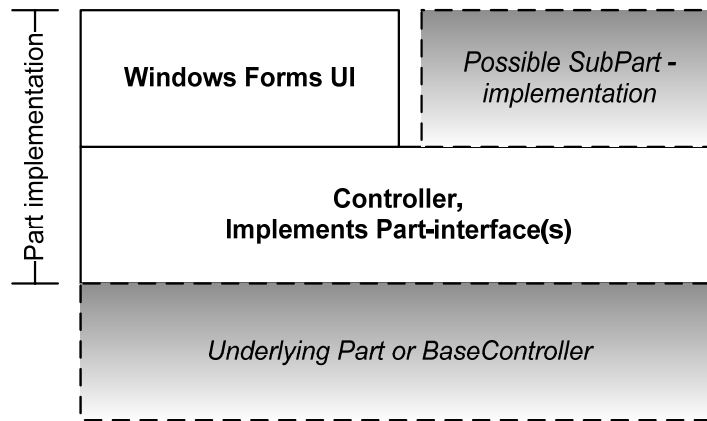 Part implementation
Windows Forms UI
Possible SubPart -
implementation
Controller,
Implements Part-interface(s)
Underlying Part or BaseController